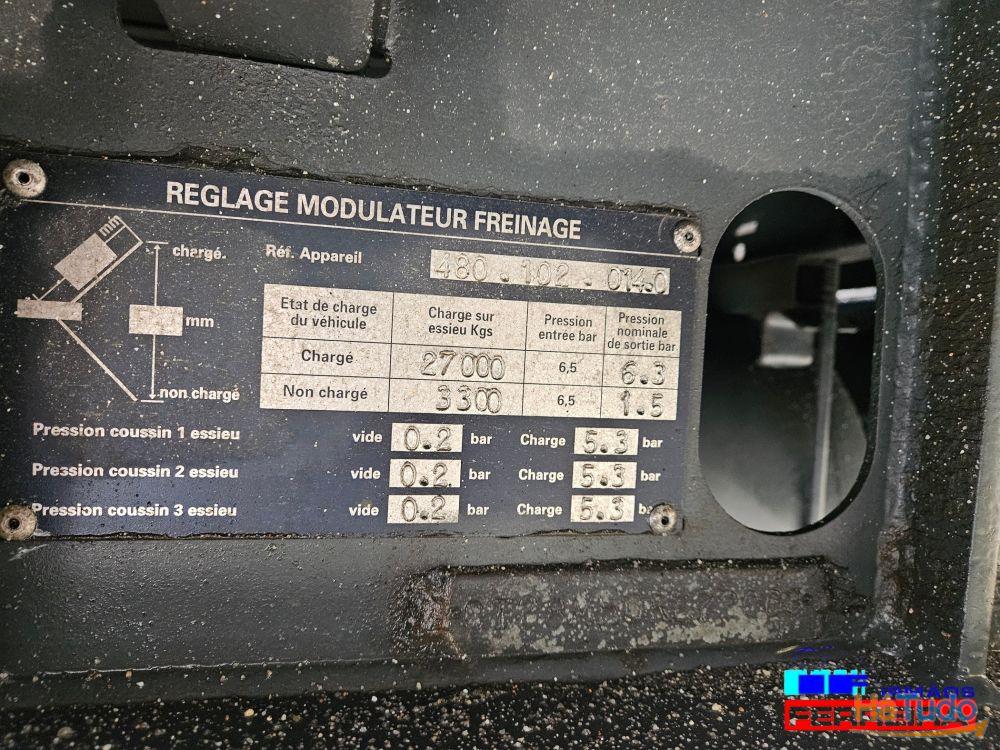 REGLAGE MODULATEUR FREINAGE
mm
chargé.
Réf. Appareil
480.102.014.0
mm
non chargé
Etat de charge du véhicule
Charge sur essieu Kgs
Pression entrée bar
Pression nominale de sortie bar
Chargé 27000 6,5 6.3
Non chargé 3300 6,5 1.5
Pression coussin 1 essieu vide 0.2 bar Charge 5.3 bar
Pression coussin 2 essieu vide 0.2 bar Charge 5.3 bar
Pression coussin 3 essieu vide 0.2 bar Charge 5.3 b
IRMÃOS
Tudo